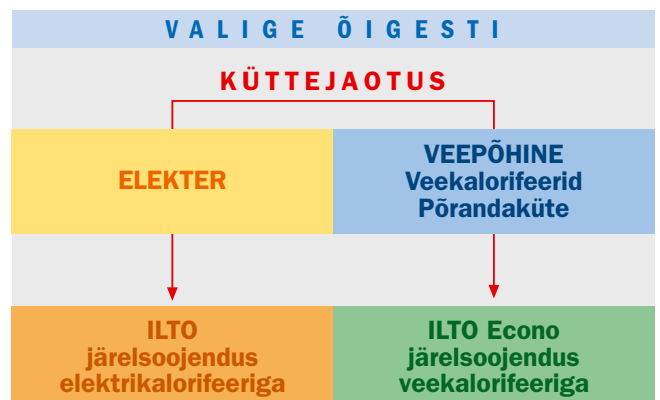 VALIGE ÕIGESTI
KÜTTEJAOTUS
ELEKTER
VEEPÕHINE
Veekalorifeerid
Põrandaküte
ILTO
järelsoojendus
elektrikalorifeeriga
ILTO Econo
järelsoojendus
veekalorifeeriga